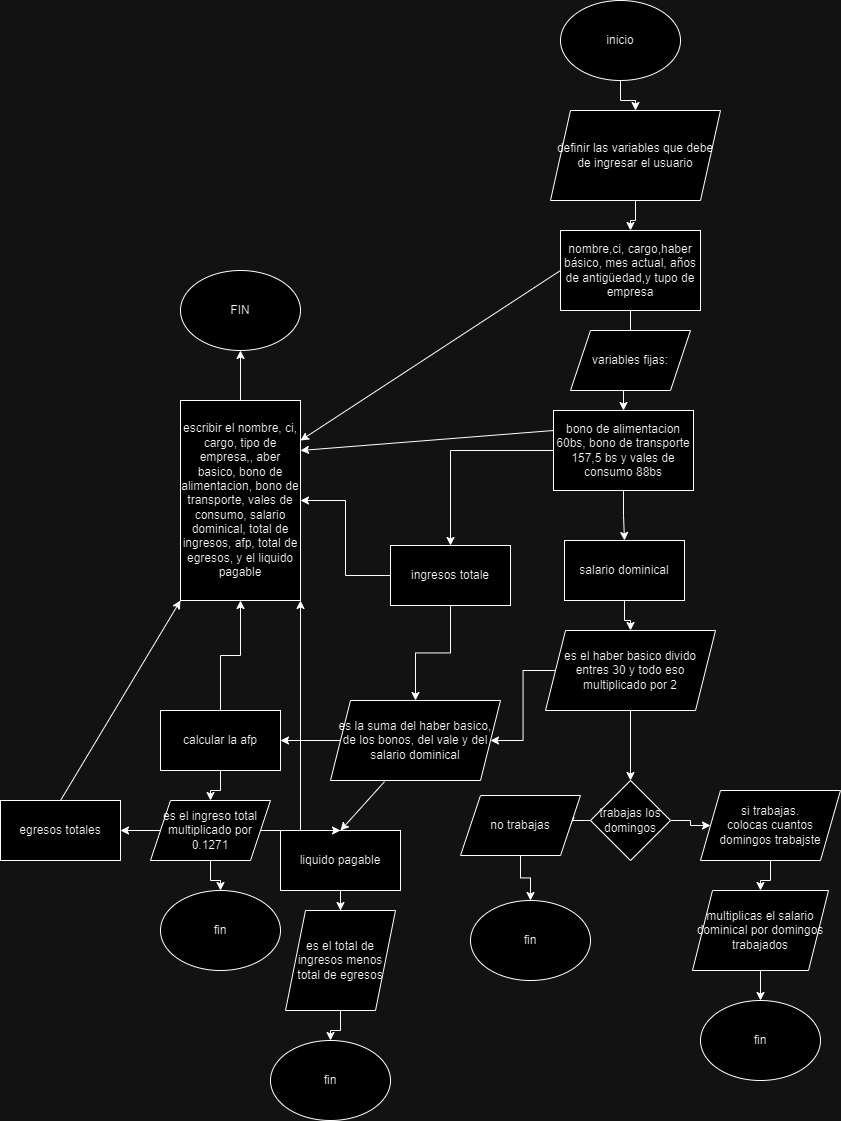 inicio
definir las variables que debe
de ingresar el usuario
nombre,ci, cargo,haber
básico, mes actual, años
de antigüedad,y tupo de
empresa
FIN
variables fijas:
escribir el nombre, ci,
cargo, tipo de
empresa,, aber
basico, bono de
alimentacion, bono de
transporte, vales de
consumo, salario
dominical, total de
ingresos, afp, total de
egresos, y el liquido
pagable
bono de alimentacion
60bs, bono de transporte
157,5 bs y vales de
consumo 88bs
ingresos totale
salario dominical
es el haber basico divido
entres 30 y todo eso
multiplicado por 2
es la suma del haber basico,
de los bonos, del vale y del
salario dominical
calcular la afp
egresos totales
es el ingreso total
multiplicado por
0.1271
liquido pagable
no trabajas
trabajas los
domingos
si trabajas.
colocas cuantos
domingos trabajste
fin
es el total de
ingresos menos
total de egresos
fin
multiplicas el salario
dominical por domingos
trabajados
fin
fin